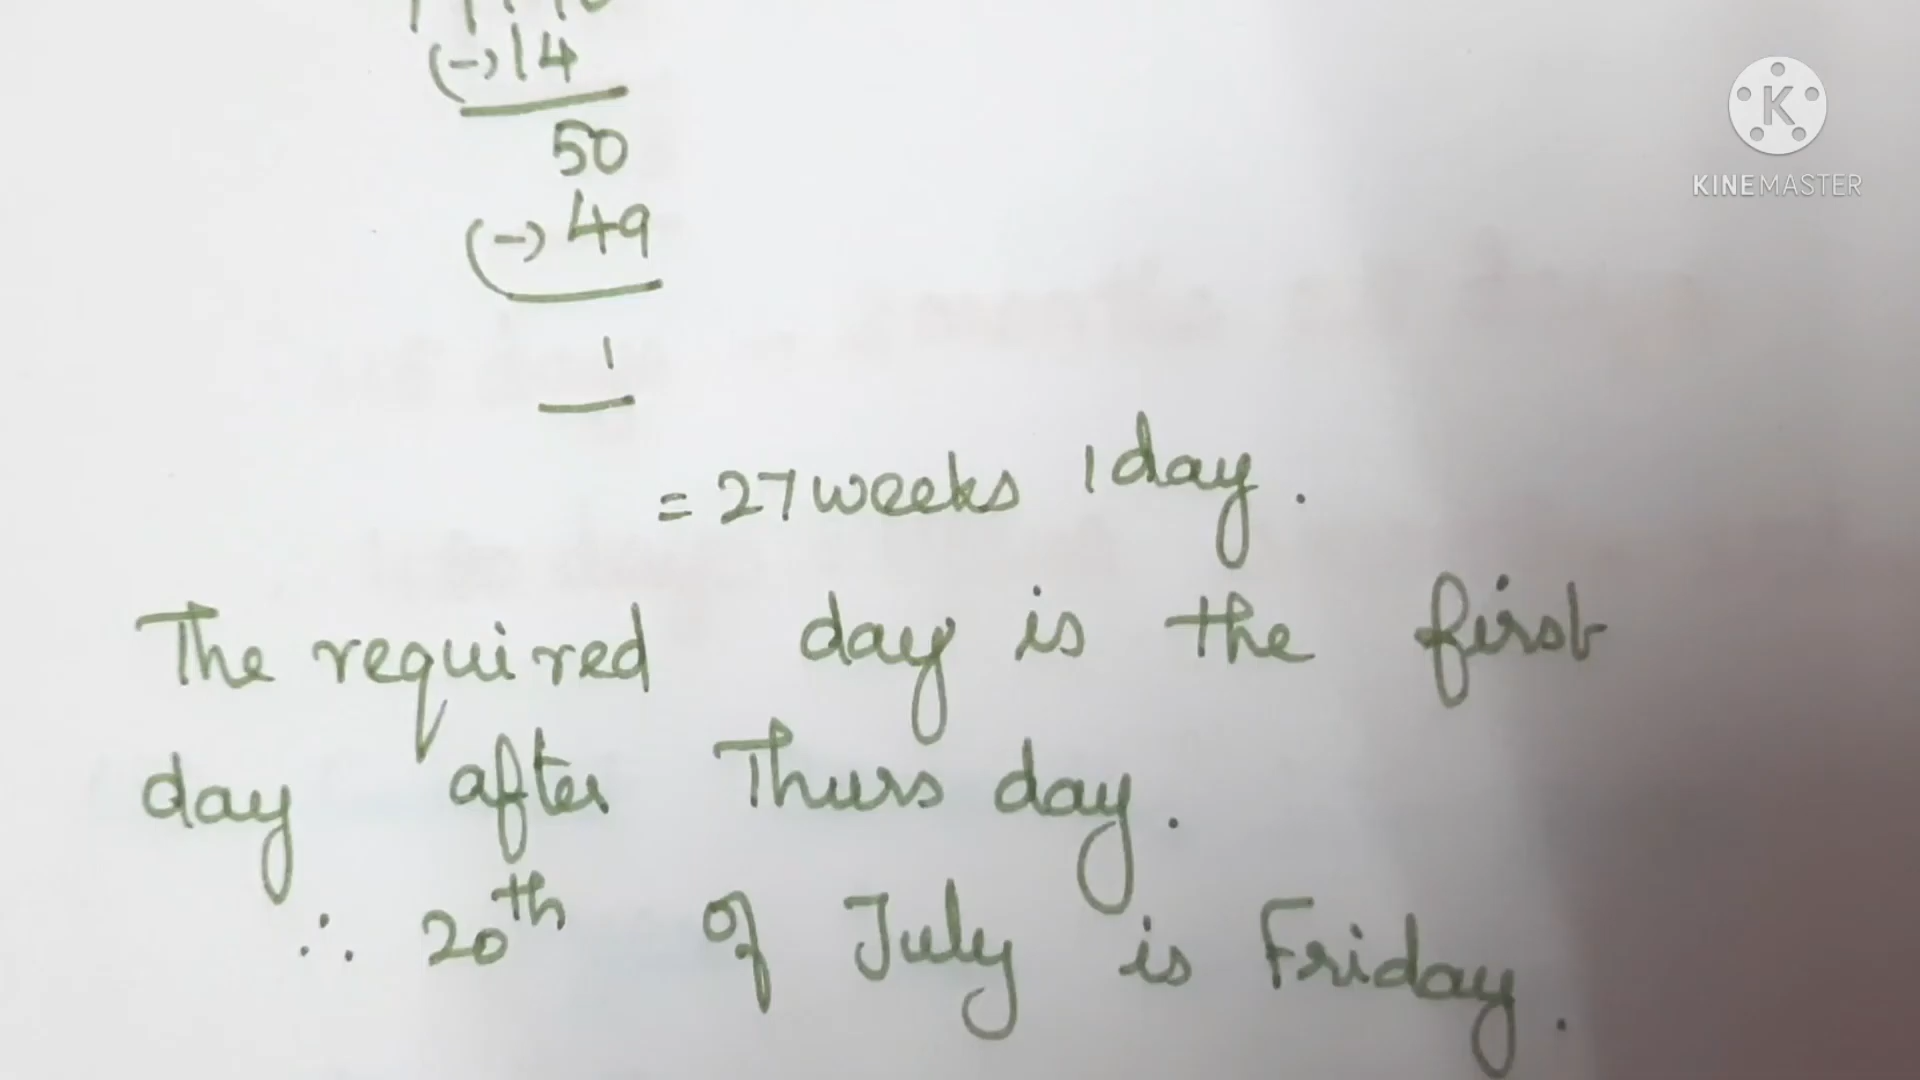 (-) 14
50
(-) 49
1
= 27 weeks 1 day.
The required day is the first
day after Thursday.
∴ 20th of July is Friday.
K
KINEMASTER